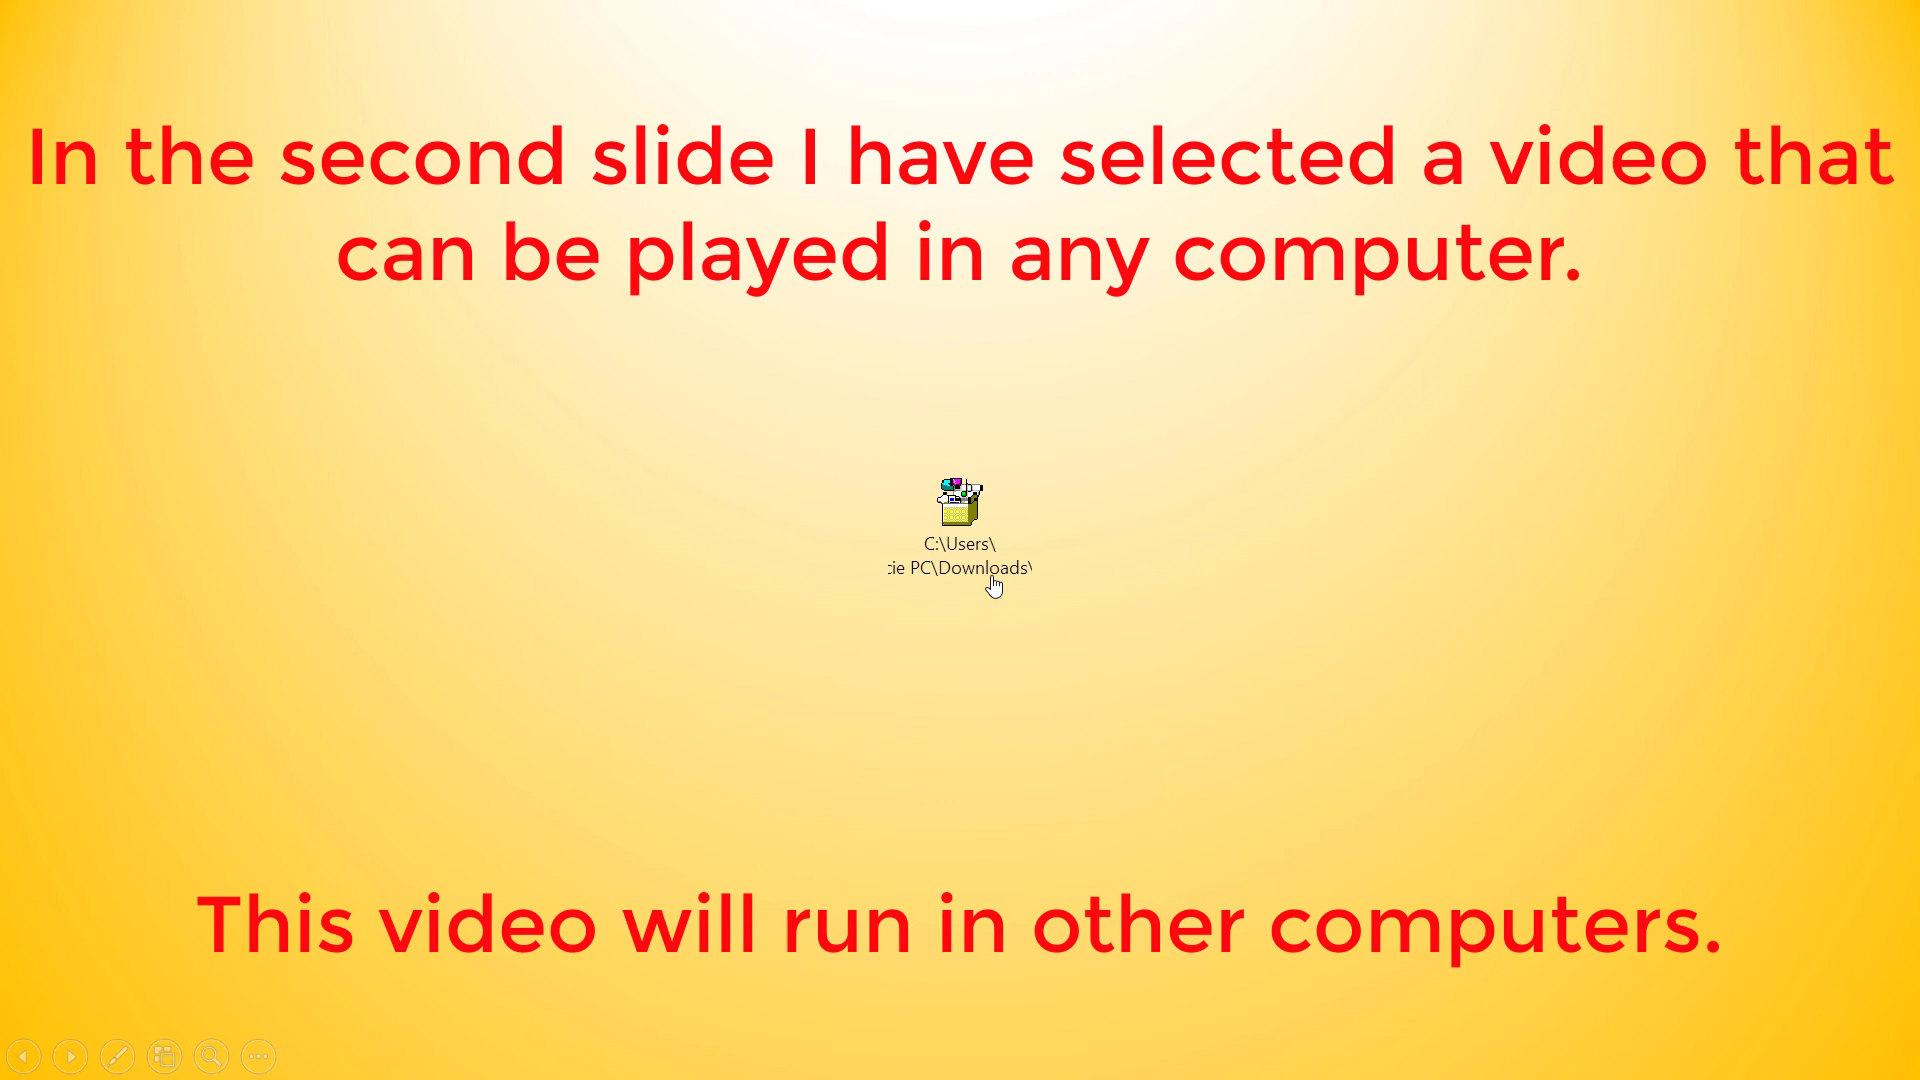 In the second slide I have selected a video that
can be played in any computer.
C:\Users\
cie PC\Downloads\
This video will run in other computers.